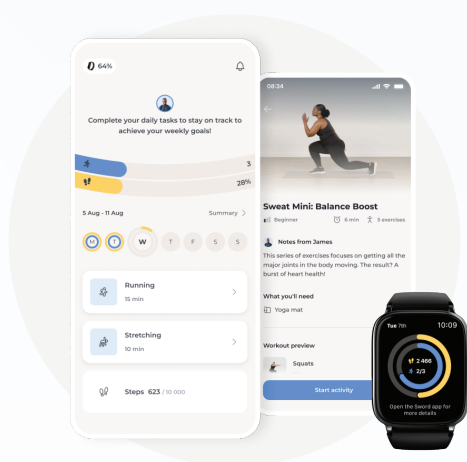 64%
Complete your daily tasks to stay on track to
achieve your weekly goals!
3
28%
5 Aug - 11 Aug
Summary >
M T W T F S S
Running
15 min
Stretching
10 min
Steps 623 / 10 000
08:34
Sweat Mini: Balance Boost
Beginner
6 min
3 exercises
Notes from James
This series of exercises focuses on getting all the
major joints in the body moving. The result? A
burst of heart health!
What you'll need
Yoga mat
Workout preview
Squats
Start activity
Tue 7th
10:09
2 466
2/3
Open the Sword app for
more details